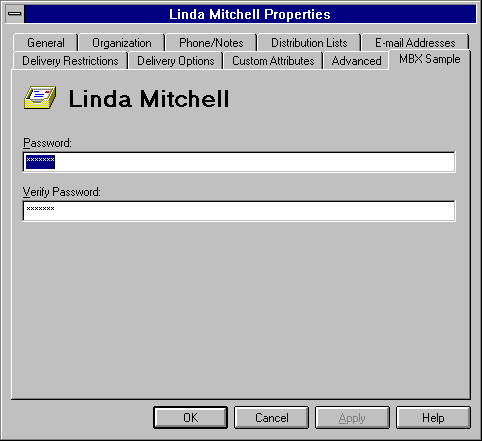 Linda Mitchell Properties
General Organization Phone/Notes Distribution Lists E-mail Addresses
Delivery Restrictions Delivery Options Custom Attributes Advanced MBX Sample
Linda Mitchell
Password:
*******
Verify Password:
*******
OK Cancel Apply Help